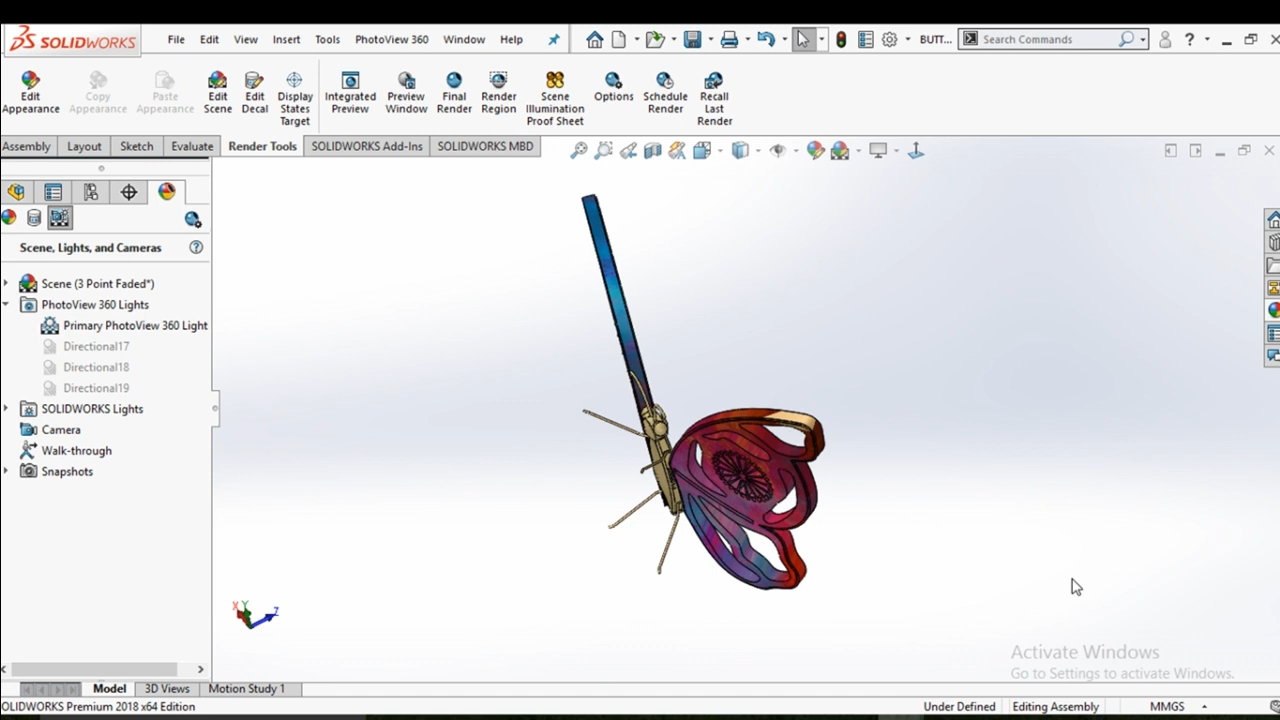 SOLIDWORKS
File Edit View Insert Tools PhotoView 360 Window Help
BUTT...
Search Commands
Edit Appearance
Copy Appearance
Paste Appearance
Edit Scene
Edit Decal
Display States Target
Integrated Preview
Preview Window
Final Render
Render Region
Scene Illumination Proof Sheet
Options
Schedule Render
Recall Last Render
Assembly Layout Sketch Evaluate Render Tools SOLIDWORKS Add-Ins SOLIDWORKS MBD
Scene, Lights, and Cameras
Scene (3 Point Faded*)
PhotoView 360 Lights
Primary PhotoView 360 Light
Directional17
Directional18
Directional19
SOLIDWORKS Lights
Camera
Walk-through
Snapshots
X Y Z
Activate Windows
Go to Settings to activate Windows.
Model 3D Views Motion Study 1
OLIDWORKS Premium 2018 x64 Edition
Under Defined Editing Assembly MMGS